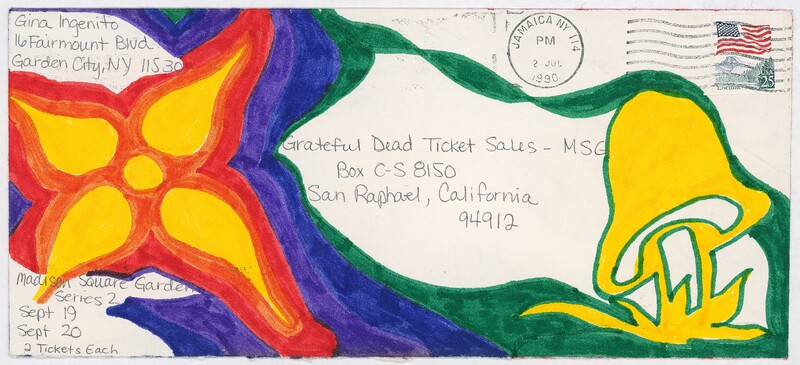 Gina Ingenito
16 Fairmount Blvd
Garden City, NY 11530
JAMAICA NY 114
PM
2 JUL
1990
25
Grateful Dead Ticket Sales - MSG
Box C-S 8150
San Raphael, California
94912
Madison Square Garden
Series 2
Sept 19
Sept 20
2 Tickets Each